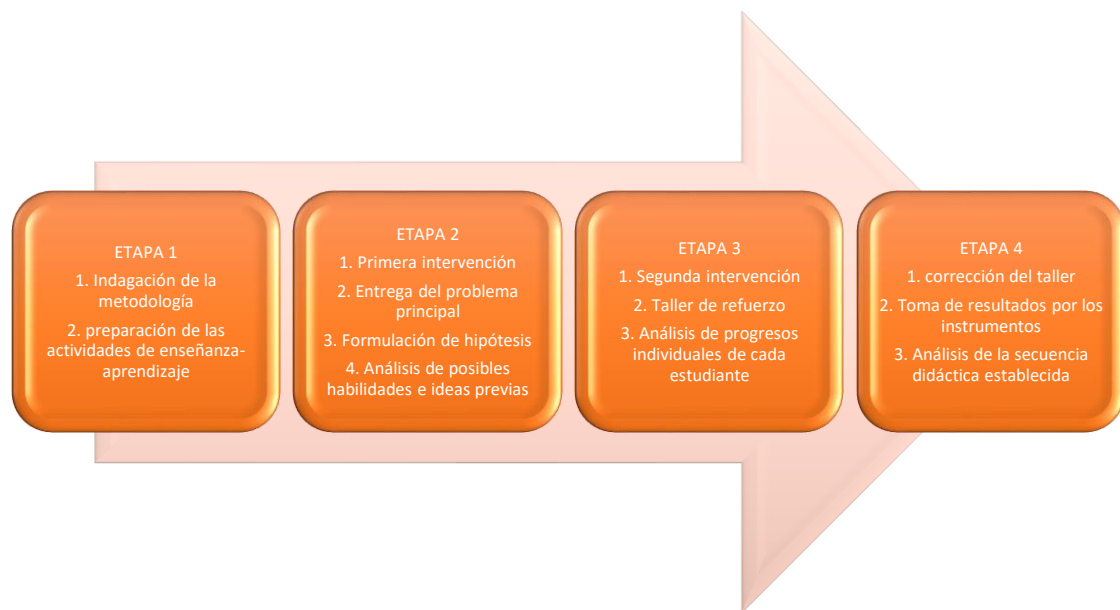 ETAPA 1
1. Indagación de la
metodología
2. preparación de las
actividades de enseñanza-
aprendizaje
ETAPA 2
1. Primera intervención
2. Entrega del problema
principal
3. Formulación de hipótesis
4. Análisis de posibles
habilidades e ideas previas
ETAPA 3
1. Segunda intervención
2. Taller de refuerzo
3. Análisis de progresos
individuales de cada
estudiante
ETAPA 4
1. corrección del taller
2. Toma de resultados por los
instrumentos
3. Análisis de la secuencia
didáctica establecida